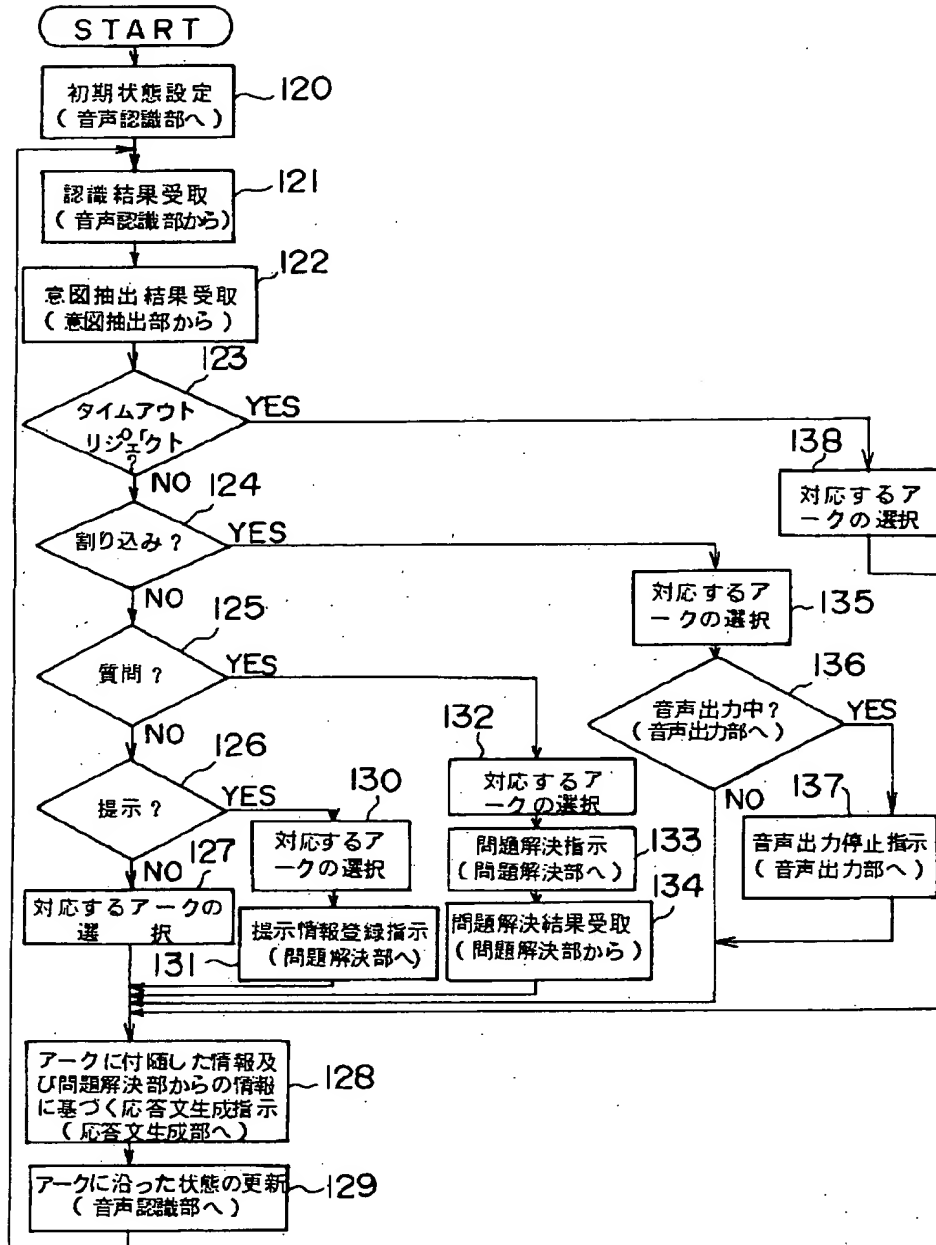 START
初期状態設定
(音声認識部へ)
120
認識結果受取
(音声認識部から)
121
意図抽出結果受取
(意図抽出部から)
122
タイムアウト
or
リジェクト
?
123
YES
NO
138
対応するア
ークの選択
割り込み?
124
YES
NO
対応するア
ークの選択
135
質問?
125
YES
NO
音声出力中?
(音声出力部へ)
136
YES
NO
132
対応するア
ークの選択
提示?
126
YES
NO
130
対応するア
ークの選択
問題解決指示
(問題解決部へ)
133
137
音声出力停止指示
(音声出力部へ)
127
対応するアークの
選択
提示情報登録指示
(問題解決部へ)
131
問題解決結果受取
(問題解決部から)
134
アークに付随した情報及
び問題解決部からの情報
に基づく応答文生成指示
(応答文生成部へ)
128
アークに沿った状態の更新
(音声認識部へ)
129